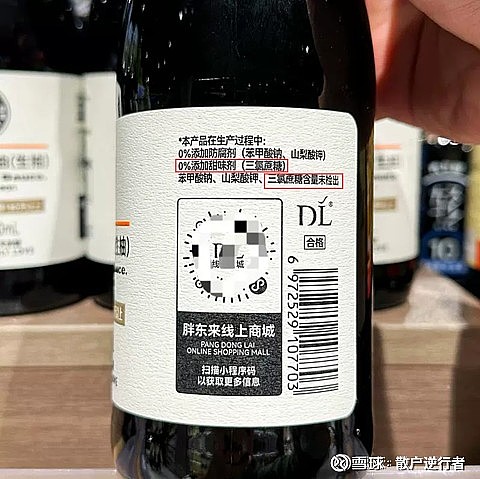 *本产品在生产过程中:
0%添加防腐剂（苯甲酸钠、山梨酸钾)
0%添加甜味剂（三氯蔗糖)
苯甲酸钠、山梨酸钾、三氯蔗糖含量未检出
DL
合格
6 972529 107703
胖东来线上商城
PANG DONG LAI
ONLINE SHOPPING MALL
扫描小程序码
以获取更多信息
(生抽)
Sauce.
雪球：散户逆行者